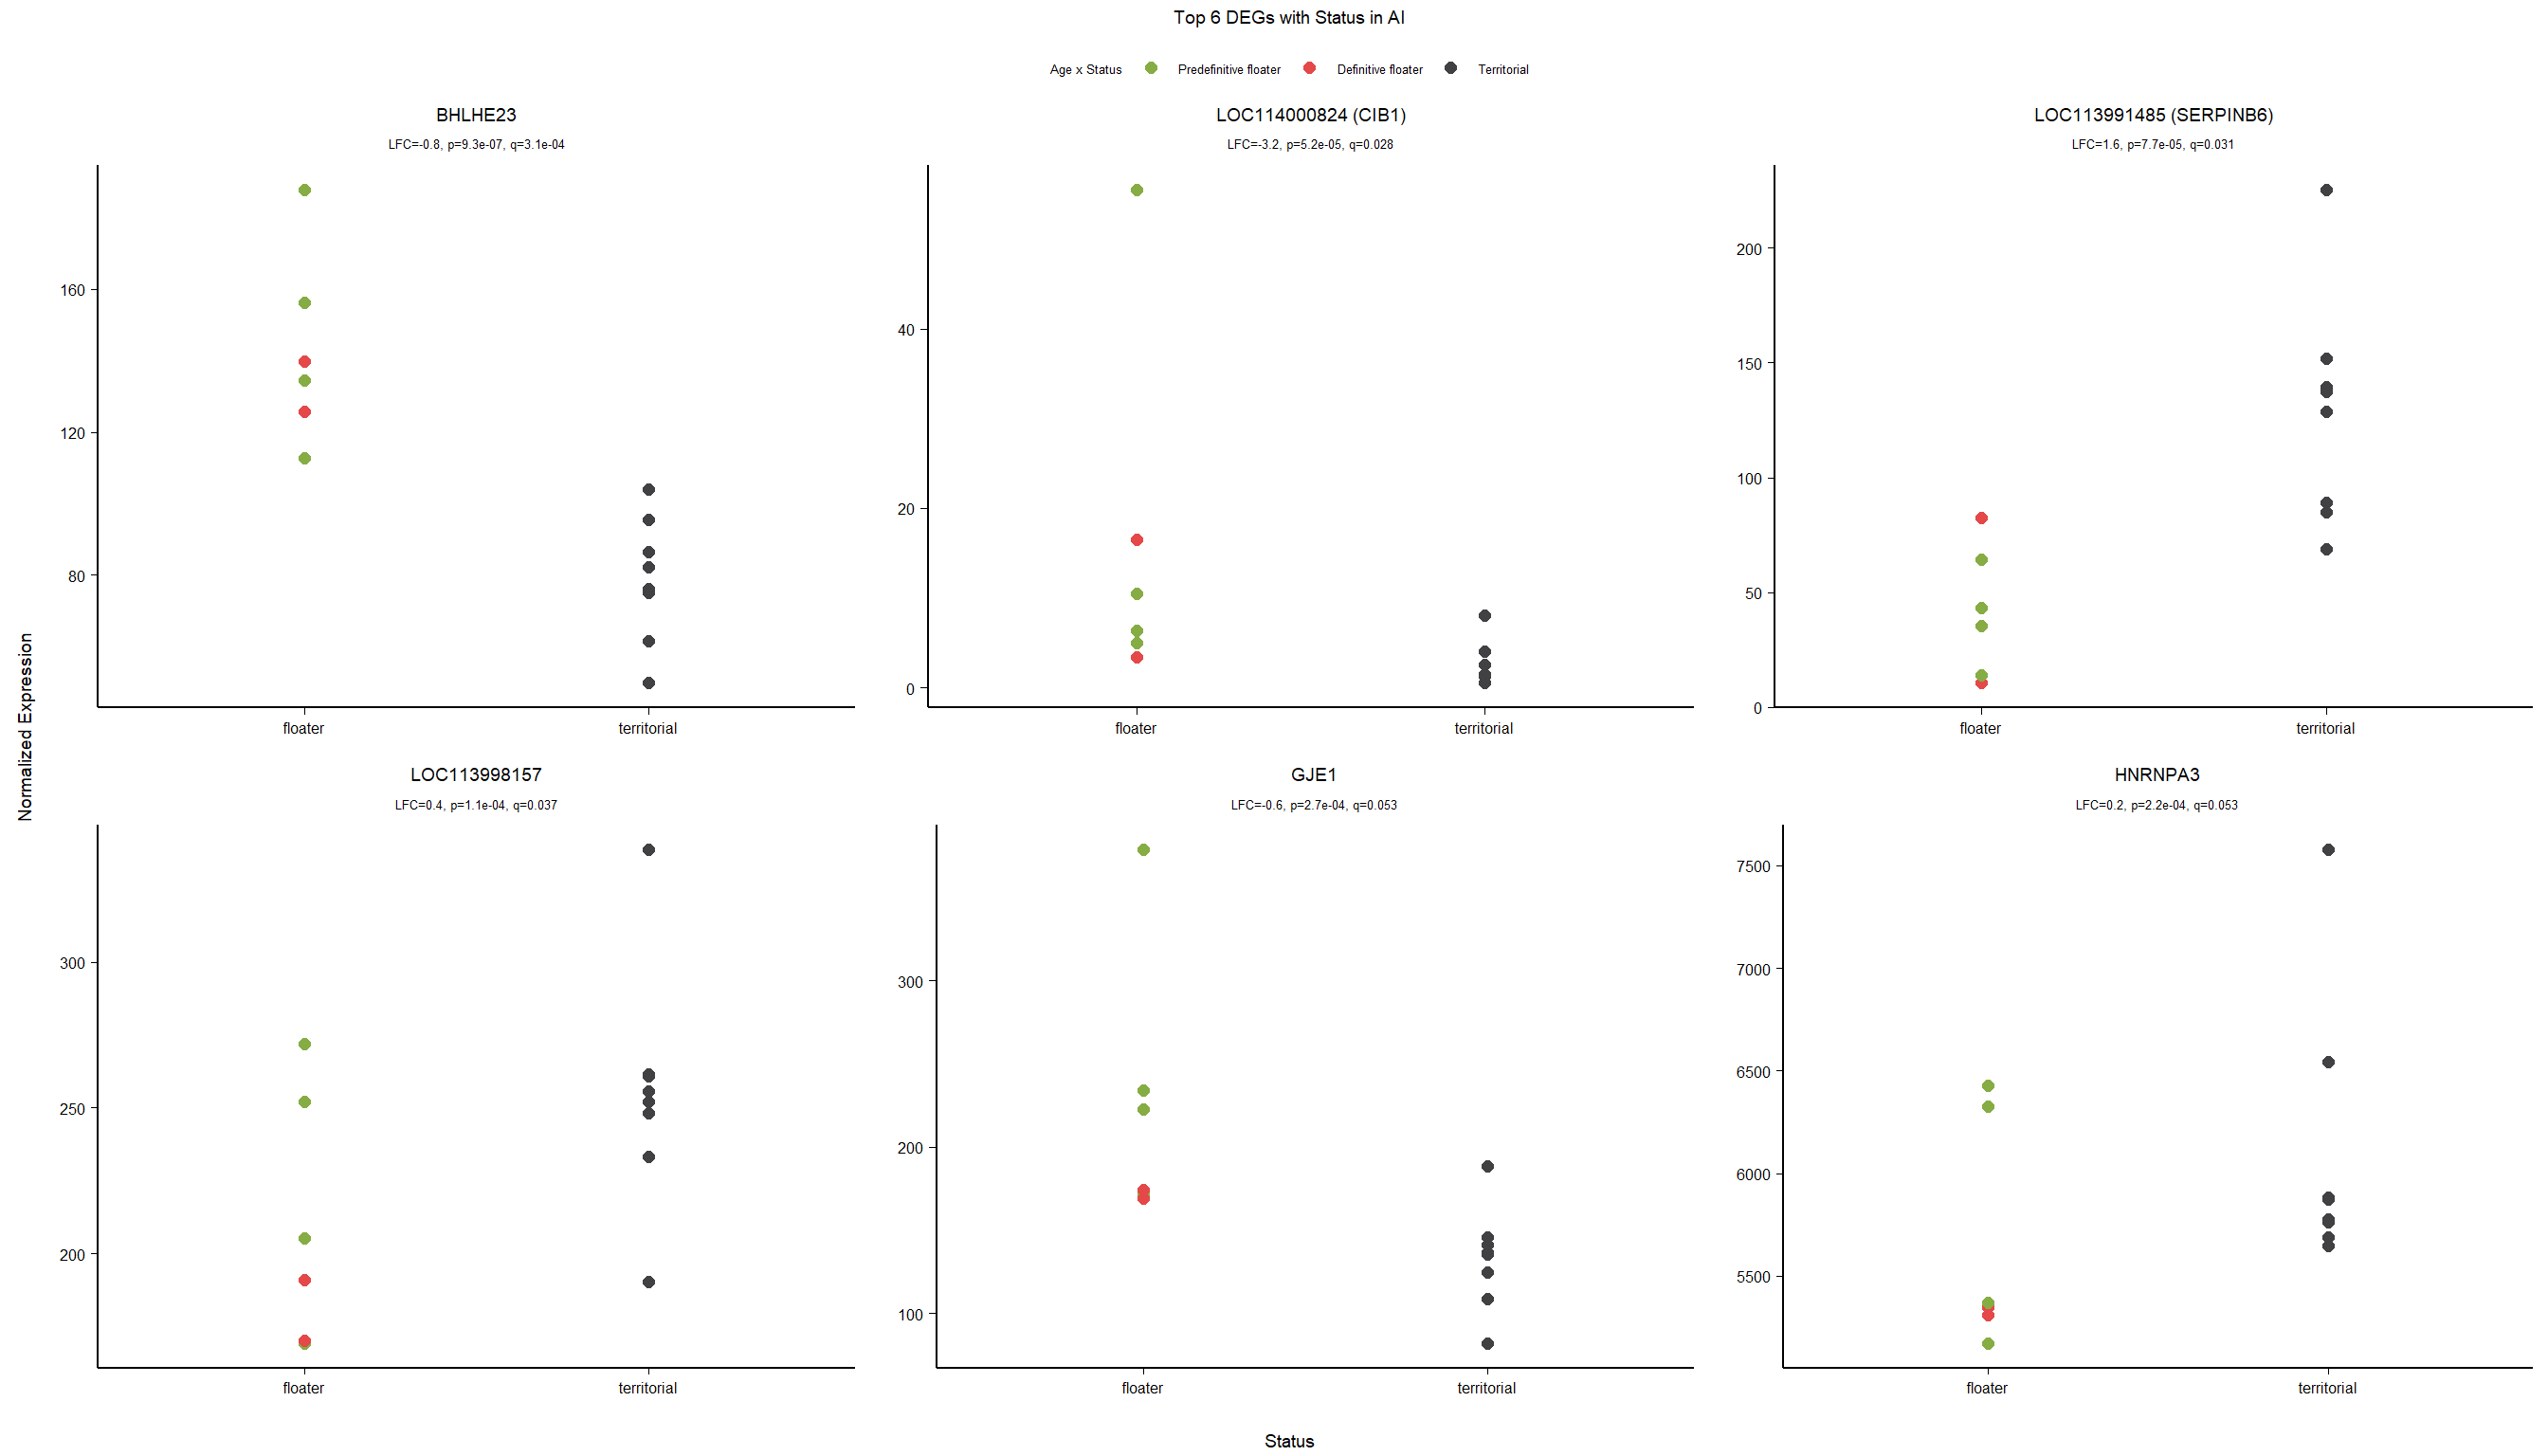 Top 6 DEGs with Status in AI
Age x Status Predefinitive floater Definitive floater Territorial
BHLHE23
LFC=-0.8, p=9.3e-07, q=3.1e-04
160
120
80
floater territorial
LOC114000824 (CIB1)
LFC=-3.2, p=5.2e-05, q=0.028
40
20
0
floater territorial
LOC113991485 (SERPINB6)
LFC=1.6, p=7.7e-05, q=0.031
200
150
100
50
0
floater territorial
Normalized Expression
LOC113998157
LFC=0.4, p=1.1e-04, q=0.037
300
250
200
floater territorial
GJE1
LFC=-0.6, p=2.7e-04, q=0.053
300
200
100
floater territorial
HNRNPA3
LFC=0.2, p=2.2e-04, q=0.053
7500
7000
6500
6000
5500
floater territorial
Status